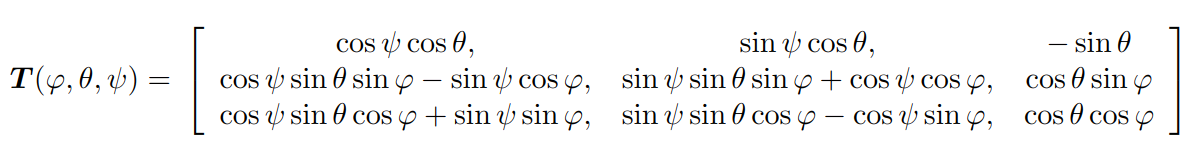 cos ψ cos θ, sin ψ cos θ, − sin θ
T(φ, θ, ψ) = cos ψ sin θ sin φ − sin ψ cos φ, sin ψ sin θ sin φ + cos ψ cos φ, cos θ sin φ
cos ψ sin θ cos φ + sin ψ sin φ, sin ψ sin θ cos φ − cos ψ sin φ, cos θ cos φ